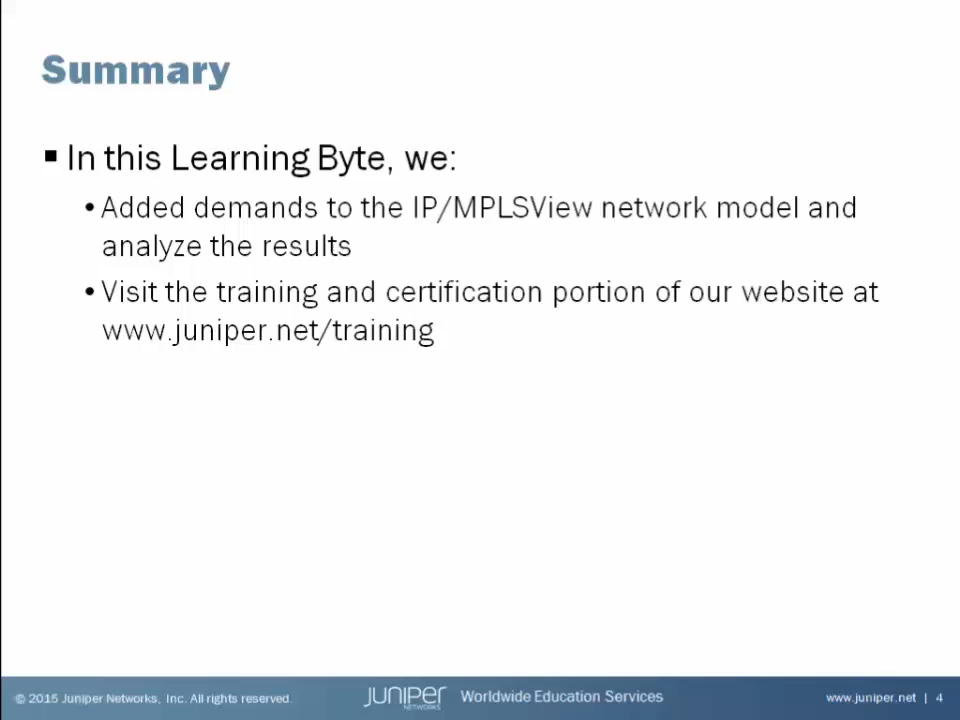 Summary
▪ In this Learning Byte, we:
• Added demands to the IP/MPLSView network model and
analyze the results
• Visit the training and certification portion of our website at
www.juniper.net/training
© 2015 Juniper Networks, Inc. All rights reserved.
JUNIPER
NETWORKS
Worldwide Education Services
www.juniper.net | 4